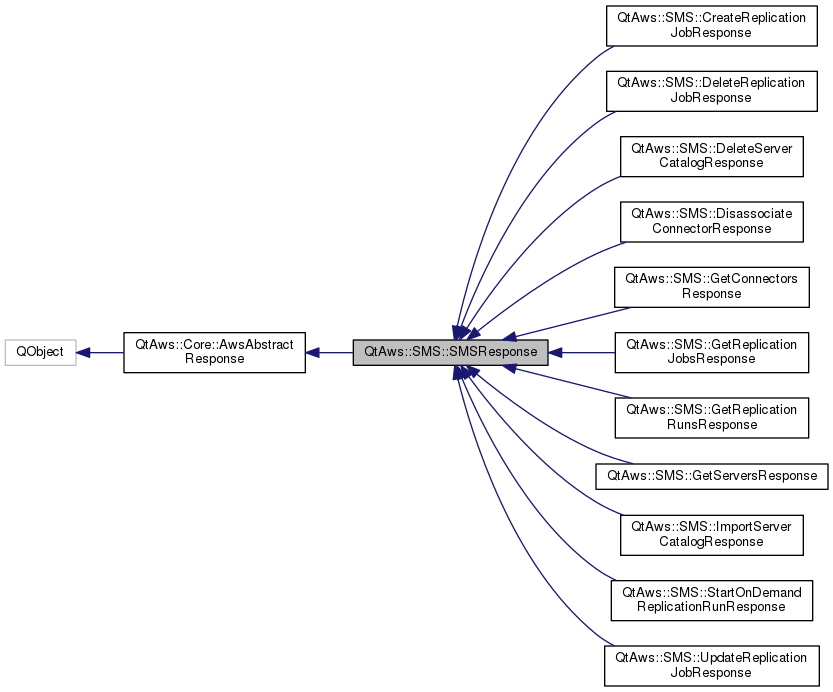 QObject
QtAws::Core::AwsAbstract
Response
QtAws::SMS::SMSResponse
QtAws::SMS::CreateReplication
JobResponse
QtAws::SMS::DeleteReplication
JobResponse
QtAws::SMS::DeleteServer
CatalogResponse
QtAws::SMS::Disassociate
ConnectorResponse
QtAws::SMS::GetConnectors
Response
QtAws::SMS::GetReplication
JobsResponse
QtAws::SMS::GetReplication
RunsResponse
QtAws::SMS::GetServersResponse
QtAws::SMS::ImportServer
CatalogResponse
QtAws::SMS::StartOnDemand
ReplicationRunResponse
QtAws::SMS::UpdateReplication
JobResponse